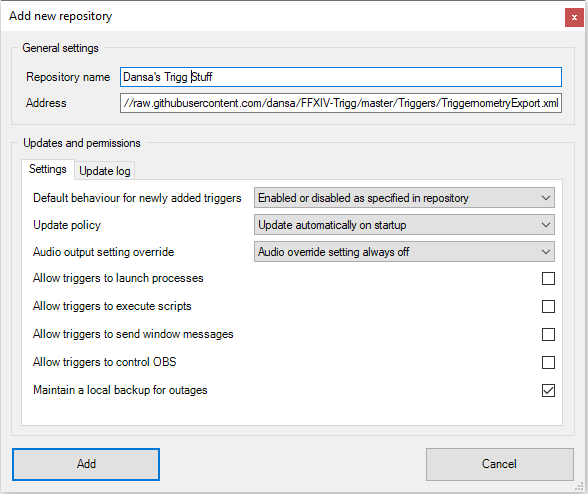 Add new repository
General settings
Repository name Dansa's Trigg Stuff
Address //raw.githubusercontent.com/dansa/FFXIV-Trigg/master/Triggers/TriggernometryExport.xml
Updates and permissions
Settings Update log
Default behaviour for newly added triggers Enabled or disabled as specified in repository
Update policy Update automatically on startup
Audio output setting override Audio override setting always off
Allow triggers to launch processes
Allow triggers to execute scripts
Allow triggers to send window messages
Allow triggers to control OBS
Maintain a local backup for outages
Add Cancel